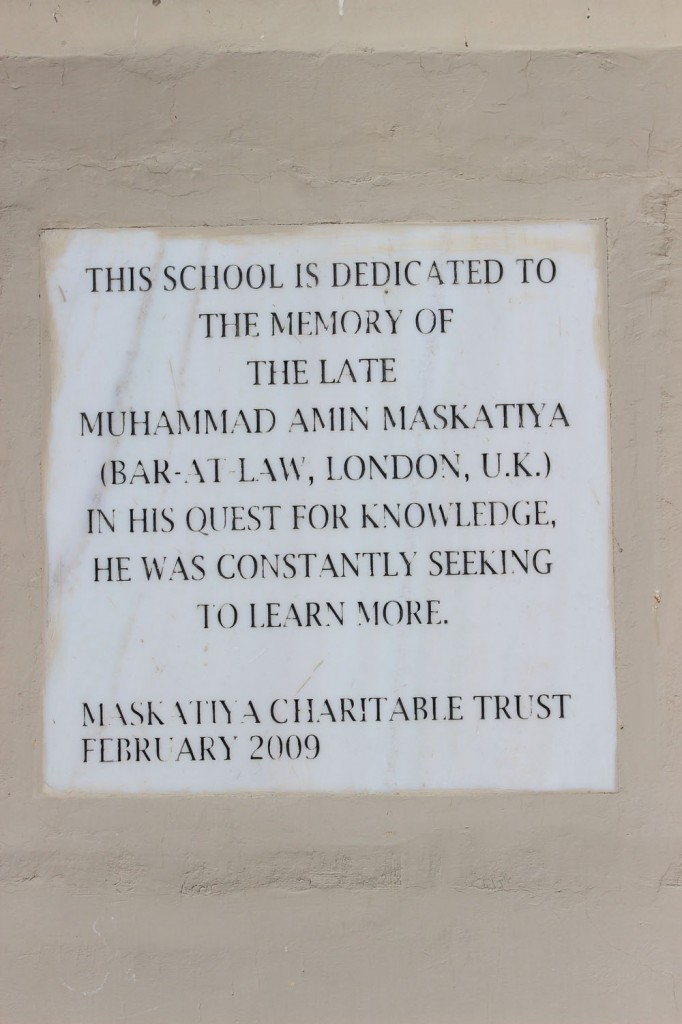 THIS SCHOOL IS DEDICATED TO
THE MEMORY OF
THE LATE
MUHAMMAD AMIN MASKATIYA
(BAR-AT-LAW, LONDON, U.K.)
IN HIS QUEST FOR KNOWLEDGE,
HE WAS CONSTANTLY SEEKING
TO LEARN MORE.
MASKATIYA CHARITABLE TRUST
FEBRUARY 2009